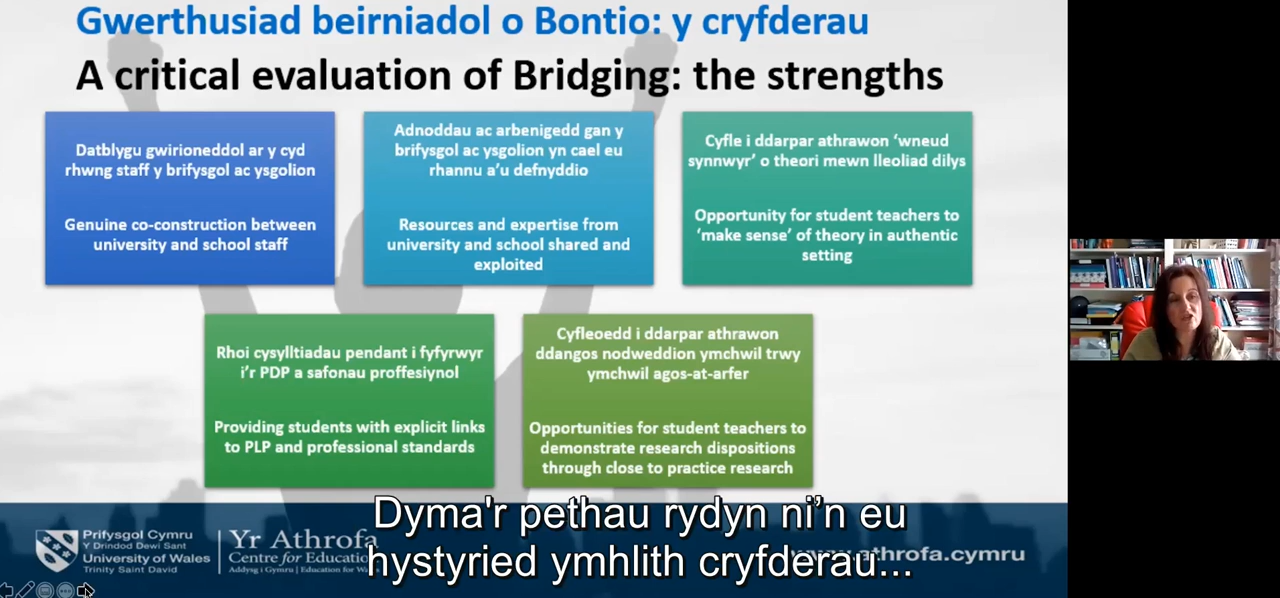 Gwerthusiad beirniadol o Bontio: y cryfderau
A critical evaluation of Bridging: the strengths
Datblygu gwirioneddol ar y cyd
rhwng staff y brifysgol ac ysgolion
Genuine co-construction between
university and school staff
Adnoddau ac arbenigedd gan y
brifysgol ac ysgolion yn cael eu
rhannu a'u defnyddio
Resources and expertise from
university and school shared and
exploited
Cyfle i ddarpar athrawon ‘wneud
synnwyr’ o theori mewn lleoliad dilys
Opportunity for student teachers to
‘make sense’ of theory in authentic
setting
Rhoi cysylltiadau pendant i fyfyrwyr
i'r PDP a safonau proffesiynol
Providing students with explicit links
to PLP and professional standards
Cyfleoedd i ddarpar athrawon
ddangos nodweddion ymchwil trwy
ymchwil agos-at-arfer
Opportunities for student teachers to
demonstrate research dispositions
through close to practice research
Prifysgol Cymru
Y Drindod Dewi Sant
University of Wales
Trinity Saint David
Yr Athrofa
Centre for Education
Addysg i Gymru | Education for
athrofa.cymru
Dyma'r pethau rydyn ni’n eu
hystyried ymhlith cryfderau...